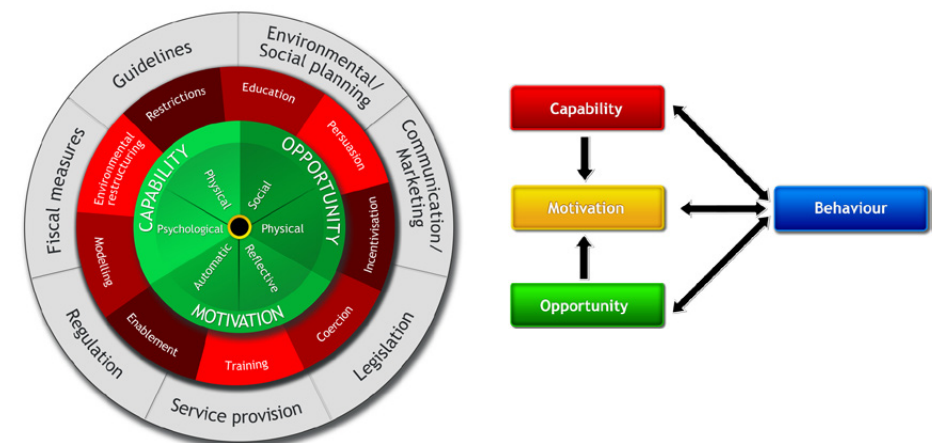 Environmental/
Social planning
Communication/
Marketing
Legislation
Service provision
Regulation
Fiscal measures
Guidelines
Education
Persuasion
Incentivisation
Coercion
Training
Enablement
Modelling
Environmental
restructuring
Restrictions
CAPABILITY
OPPORTUNITY
MOTIVATION
Physical
Social
Psychological
Physical
Automatic
Reflective
Capability
Motivation
Behaviour
Opportunity